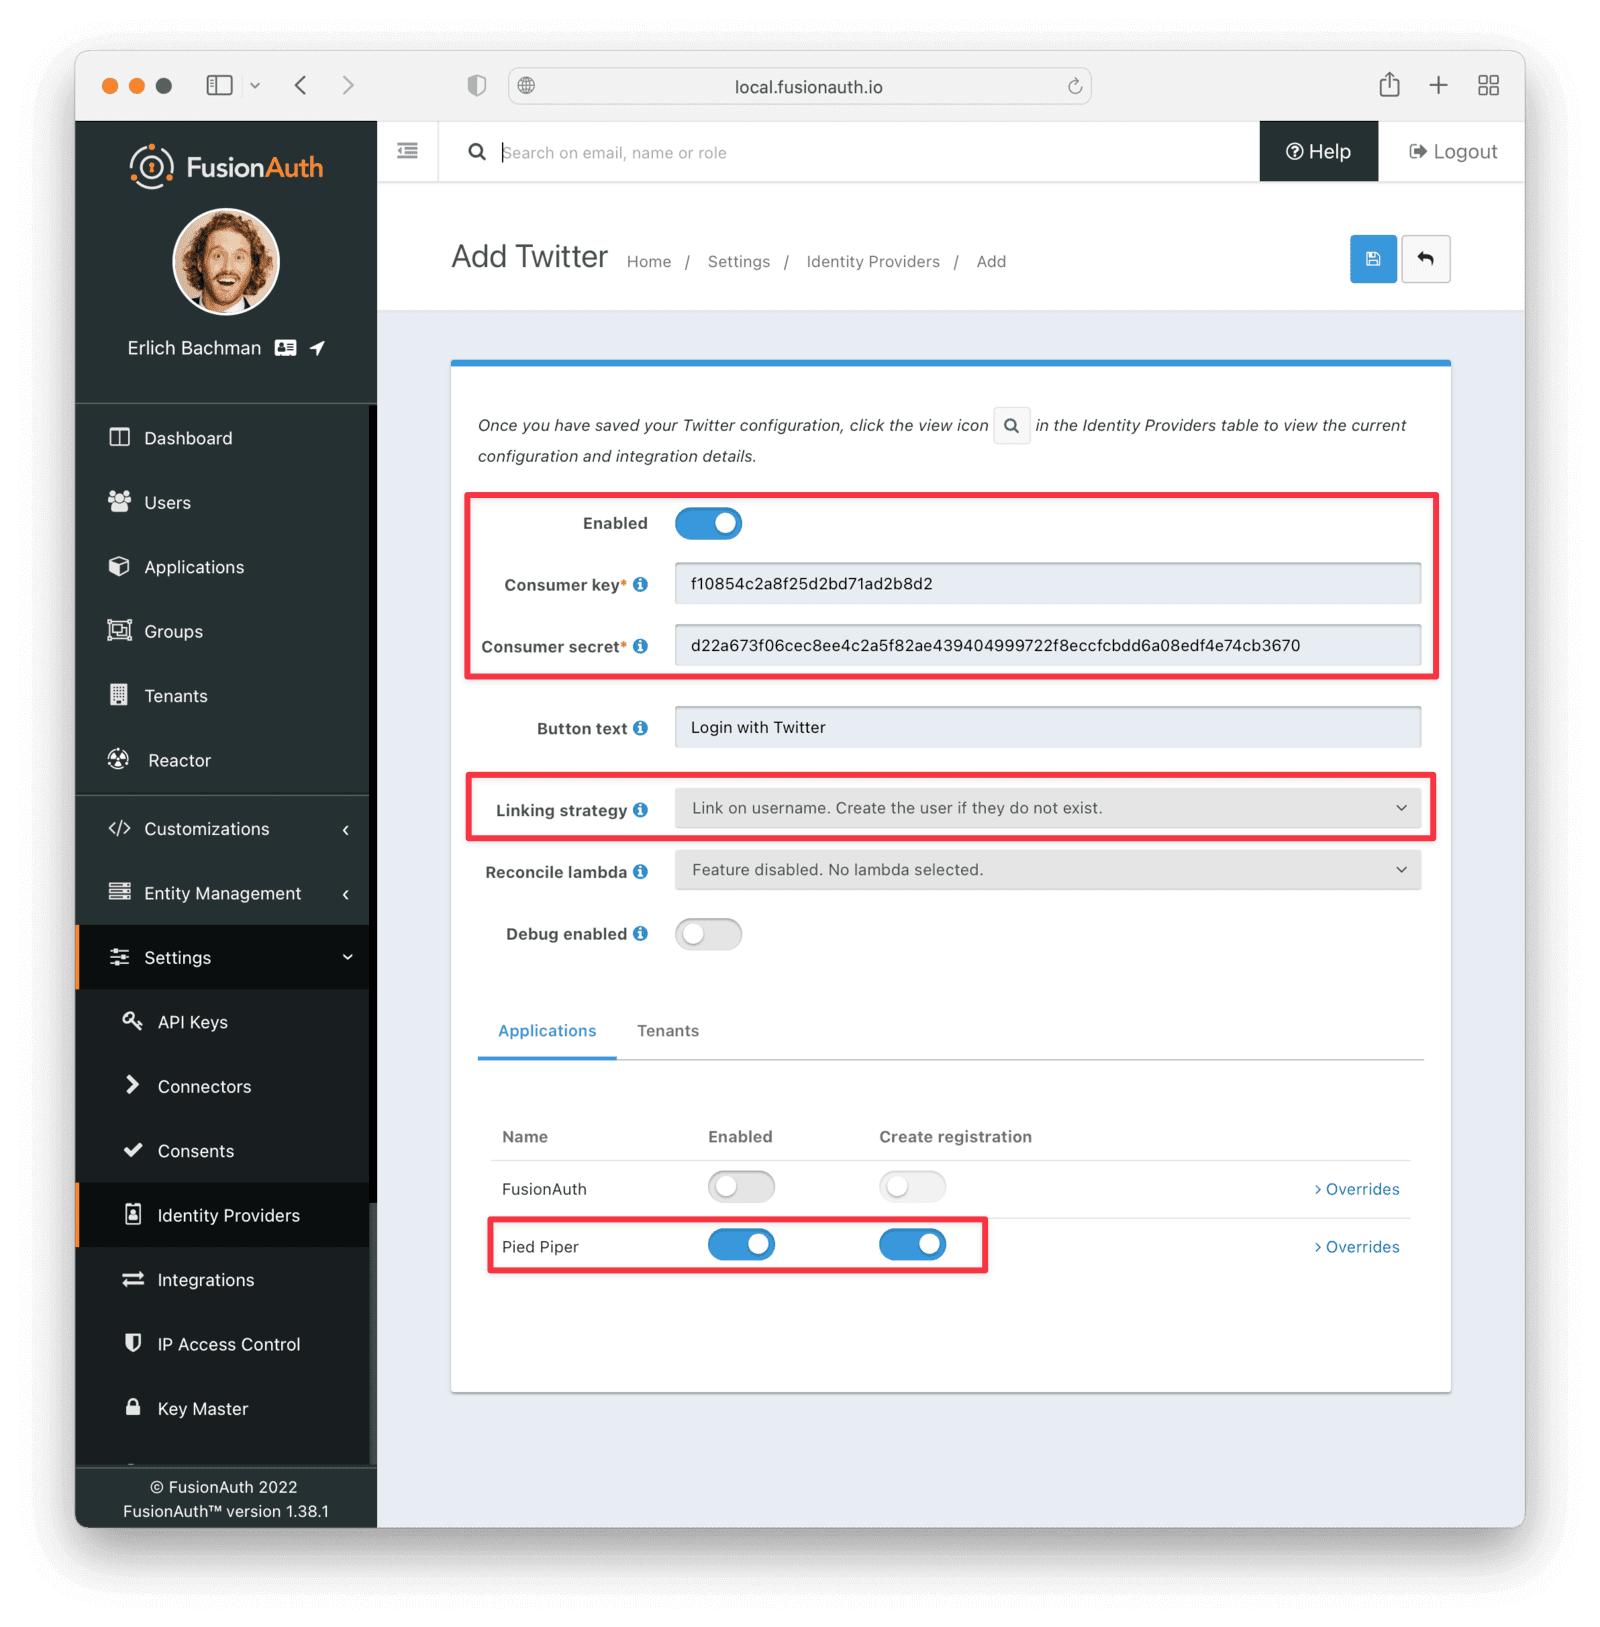 local.fusionauth.io
FusionAuth
Search on email, name or role
Help
Logout
Add Twitter Home / Settings / Identity Providers / Add
Erlich Bachman
Dashboard
Users
Applications
Groups
Tenants
Reactor
Customizations
Entity Management
Settings
API Keys
Connectors
Consents
Identity Providers
Integrations
IP Access Control
Key Master
© FusionAuth 2022
FusionAuth™ version 1.38.1
Once you have saved your Twitter configuration, click the view icon in the Identity Providers table to view the current
configuration and integration details.
Enabled
Consumer key* f10854c2a8f25d2bd71ad2b8d2
Consumer secret* d22a673f06cec8ee4c2a5f82ae439404999722f8eccfcbdd6a08edf4e74cb3670
Button text Login with Twitter
Linking strategy Link on username. Create the user if they do not exist.
Reconcile lambda Feature disabled. No lambda selected.
Debug enabled
Applications Tenants
Name Enabled Create registration
FusionAuth > Overrides
Pied Piper > Overrides